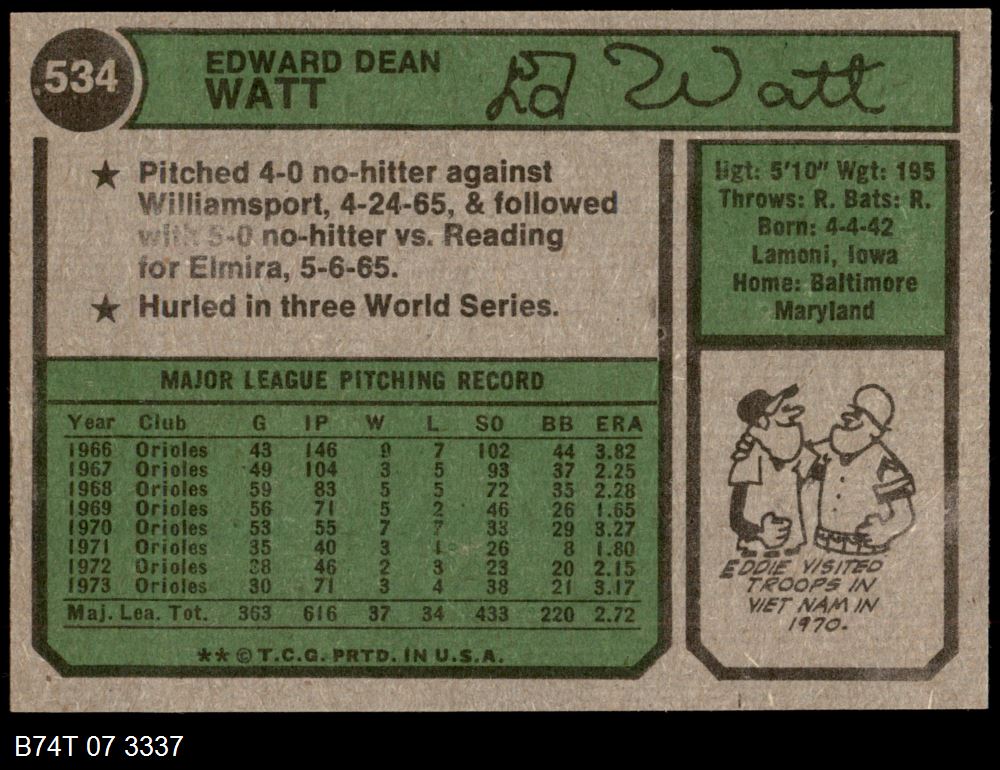 534
EDWARD DEAN
WATT
Ed Watt
★ Pitched 4-0 no-hitter against
Williamsport, 4-24-65, & followed
with 5-0 no-hitter vs. Reading
for Elmira, 5-6-65.
★ Hurled in three World Series.
Hgt: 5'10" Wgt: 195
Throws: R. Bats: R.
Born: 4-4-42
Lamoni, Iowa
Home: Baltimore
Maryland
MAJOR LEAGUE PITCHING RECORD
Year Club G IP W L SO BB ERA
1966 Orioles 43 146 9 7 102 44 3.82
1967 Orioles 49 104 3 5 93 37 2.25
1968 Orioles 59 83 5 5 72 35 2.28
1969 Orioles 56 71 5 2 46 26 1.65
1970 Orioles 53 55 7 7 33 29 3.27
1971 Orioles 35 40 3 1 26 8 1.80
1972 Orioles 38 46 2 3 23 20 2.15
1973 Orioles 30 71 3 4 38 21 3.17
Maj. Lea. Tot. 363 616 37 34 433 220 2.72
**© T.C.G. PRTD. IN U.S.A.
EDDIE VISITED
TROOPS IN
VIET NAM IN
1970.
B74T 07 3337